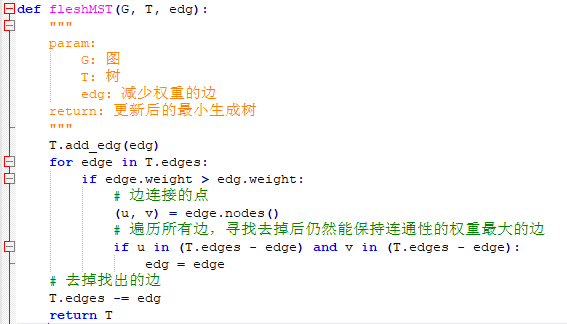 def fleshMST(G, T, edg):
    """
    param:
        G: 图
        T: 树
        edg: 减少权重的边
    return: 更新后的最小生成树
    """
    T.add_edg(edg)
    for edge in T.edges:
        if edge.weight > edg.weight:
            # 边连接的点
            (u, v) = edge.nodes()
            # 遍历所有边，寻找去掉后仍然能保持连通性的权重最大的边
            if u in (T.edges - edge) and v in (T.edges - edge):
                edg = edge
    # 去掉找出的边
    T.edges -= edg
    return T